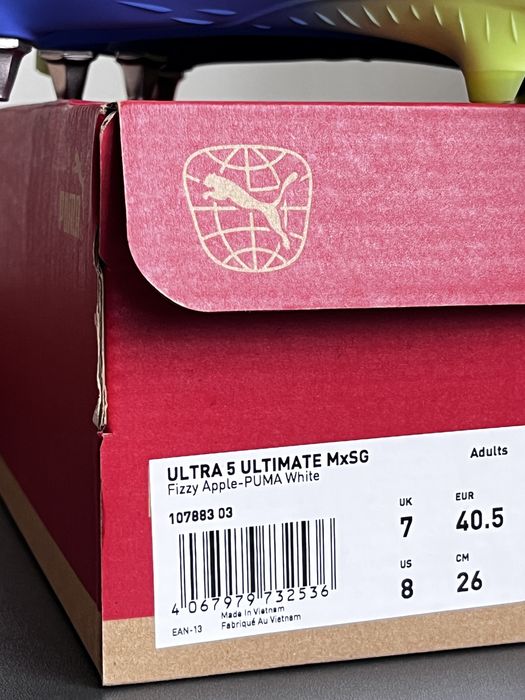 PUMA
ULTRA 5 ULTIMATE MxSG
Adults
Fizzy Apple-PUMA White
107883 03
UK
7
EUR
40.5
US
8
CM
26
4 067979 732536
EAN-13
Made in Vietnam
Fabriqué Au Vietnam